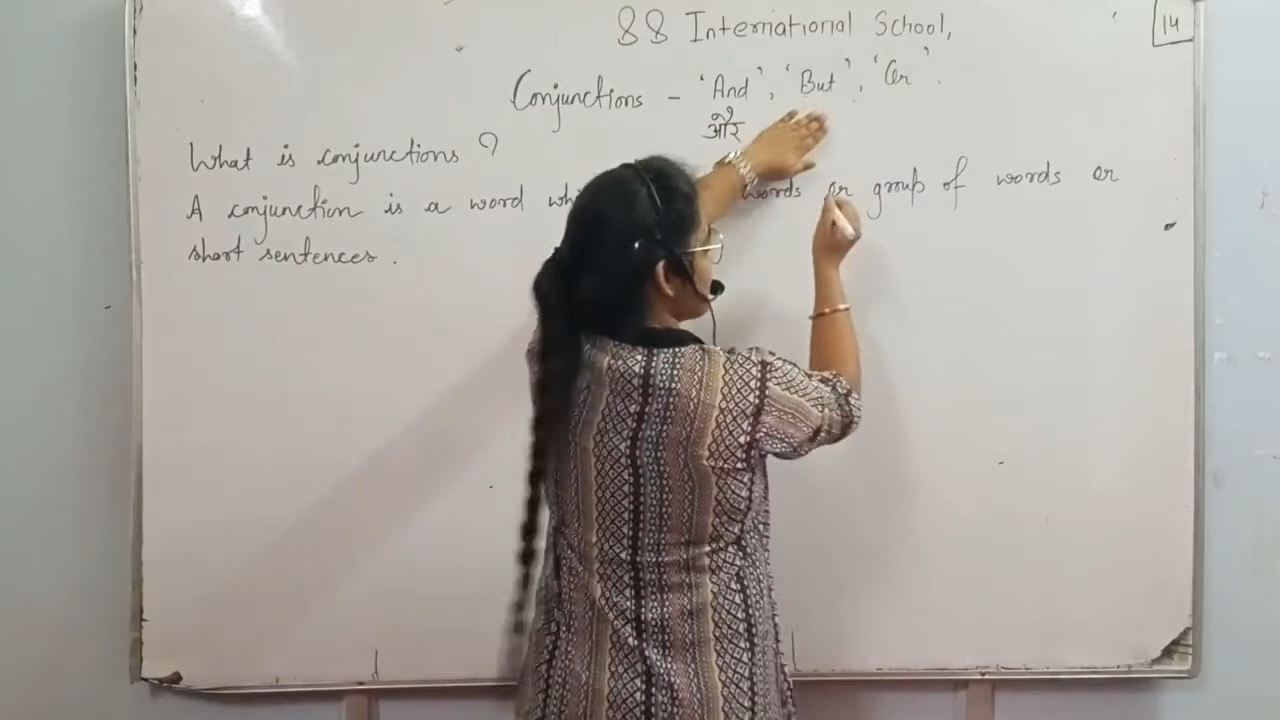 88 International School,
14
Conjunctions - 'And', 'But', 'Or'.
और
What is conjunctions ?
A conjunction is a word words or group of words or
short sentences.